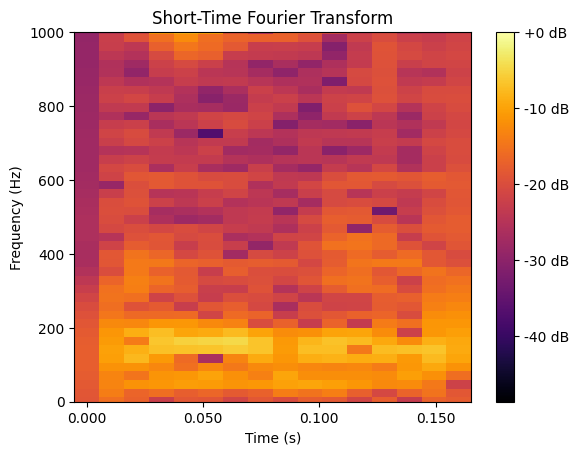 Short-Time Fourier Transform
Frequency (Hz)
1000
800
600
400
200
0
0.000
0.050
0.100
0.150
Time (s)
+0 dB
-10 dB
-20 dB
-30 dB
-40 dB